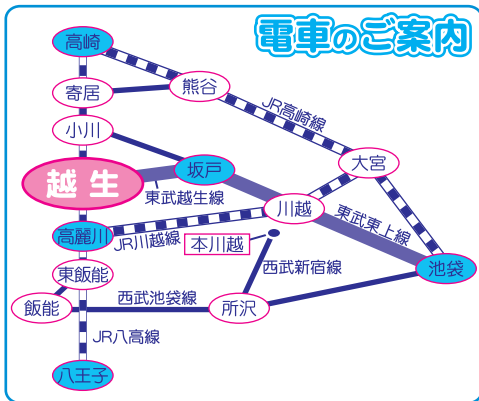 電車のご案内
高崎
寄居
熊谷
JR高崎線
小川
大宮
越生
坂戸
東武越生線
川越
東武東上線
高麗川
JR川越線
本川越
池袋
東飯能
西武新宿線
飯能
西武池袋線
所沢
JR八高線
八王子